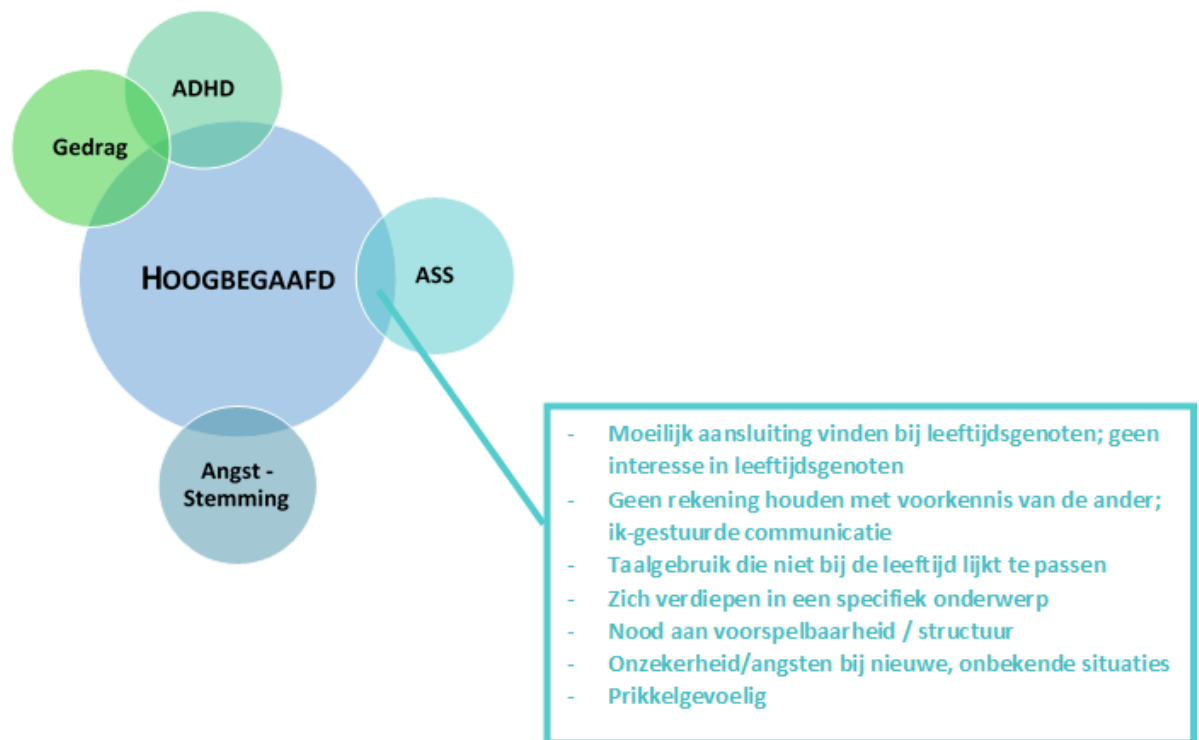 ADHD
Gedrag
HOOGBEGAAFD
ASS
Angst -
Stemming
- Moeilijk aansluiting vinden bij leeftijdsgenoten; geen
interesse in leeftijdsgenoten
- Geen rekening houden met voorkennis van de ander;
ik-gestuurde communicatie
- Taalgebruik die niet bij de leeftijd lijkt te passen
- Zich verdiepen in een specifiek onderwerp
- Nood aan voorspelbaarheid / structuur
- Onzekerheid/angsten bij nieuwe, onbekende situaties
- Prikkelgevoelig